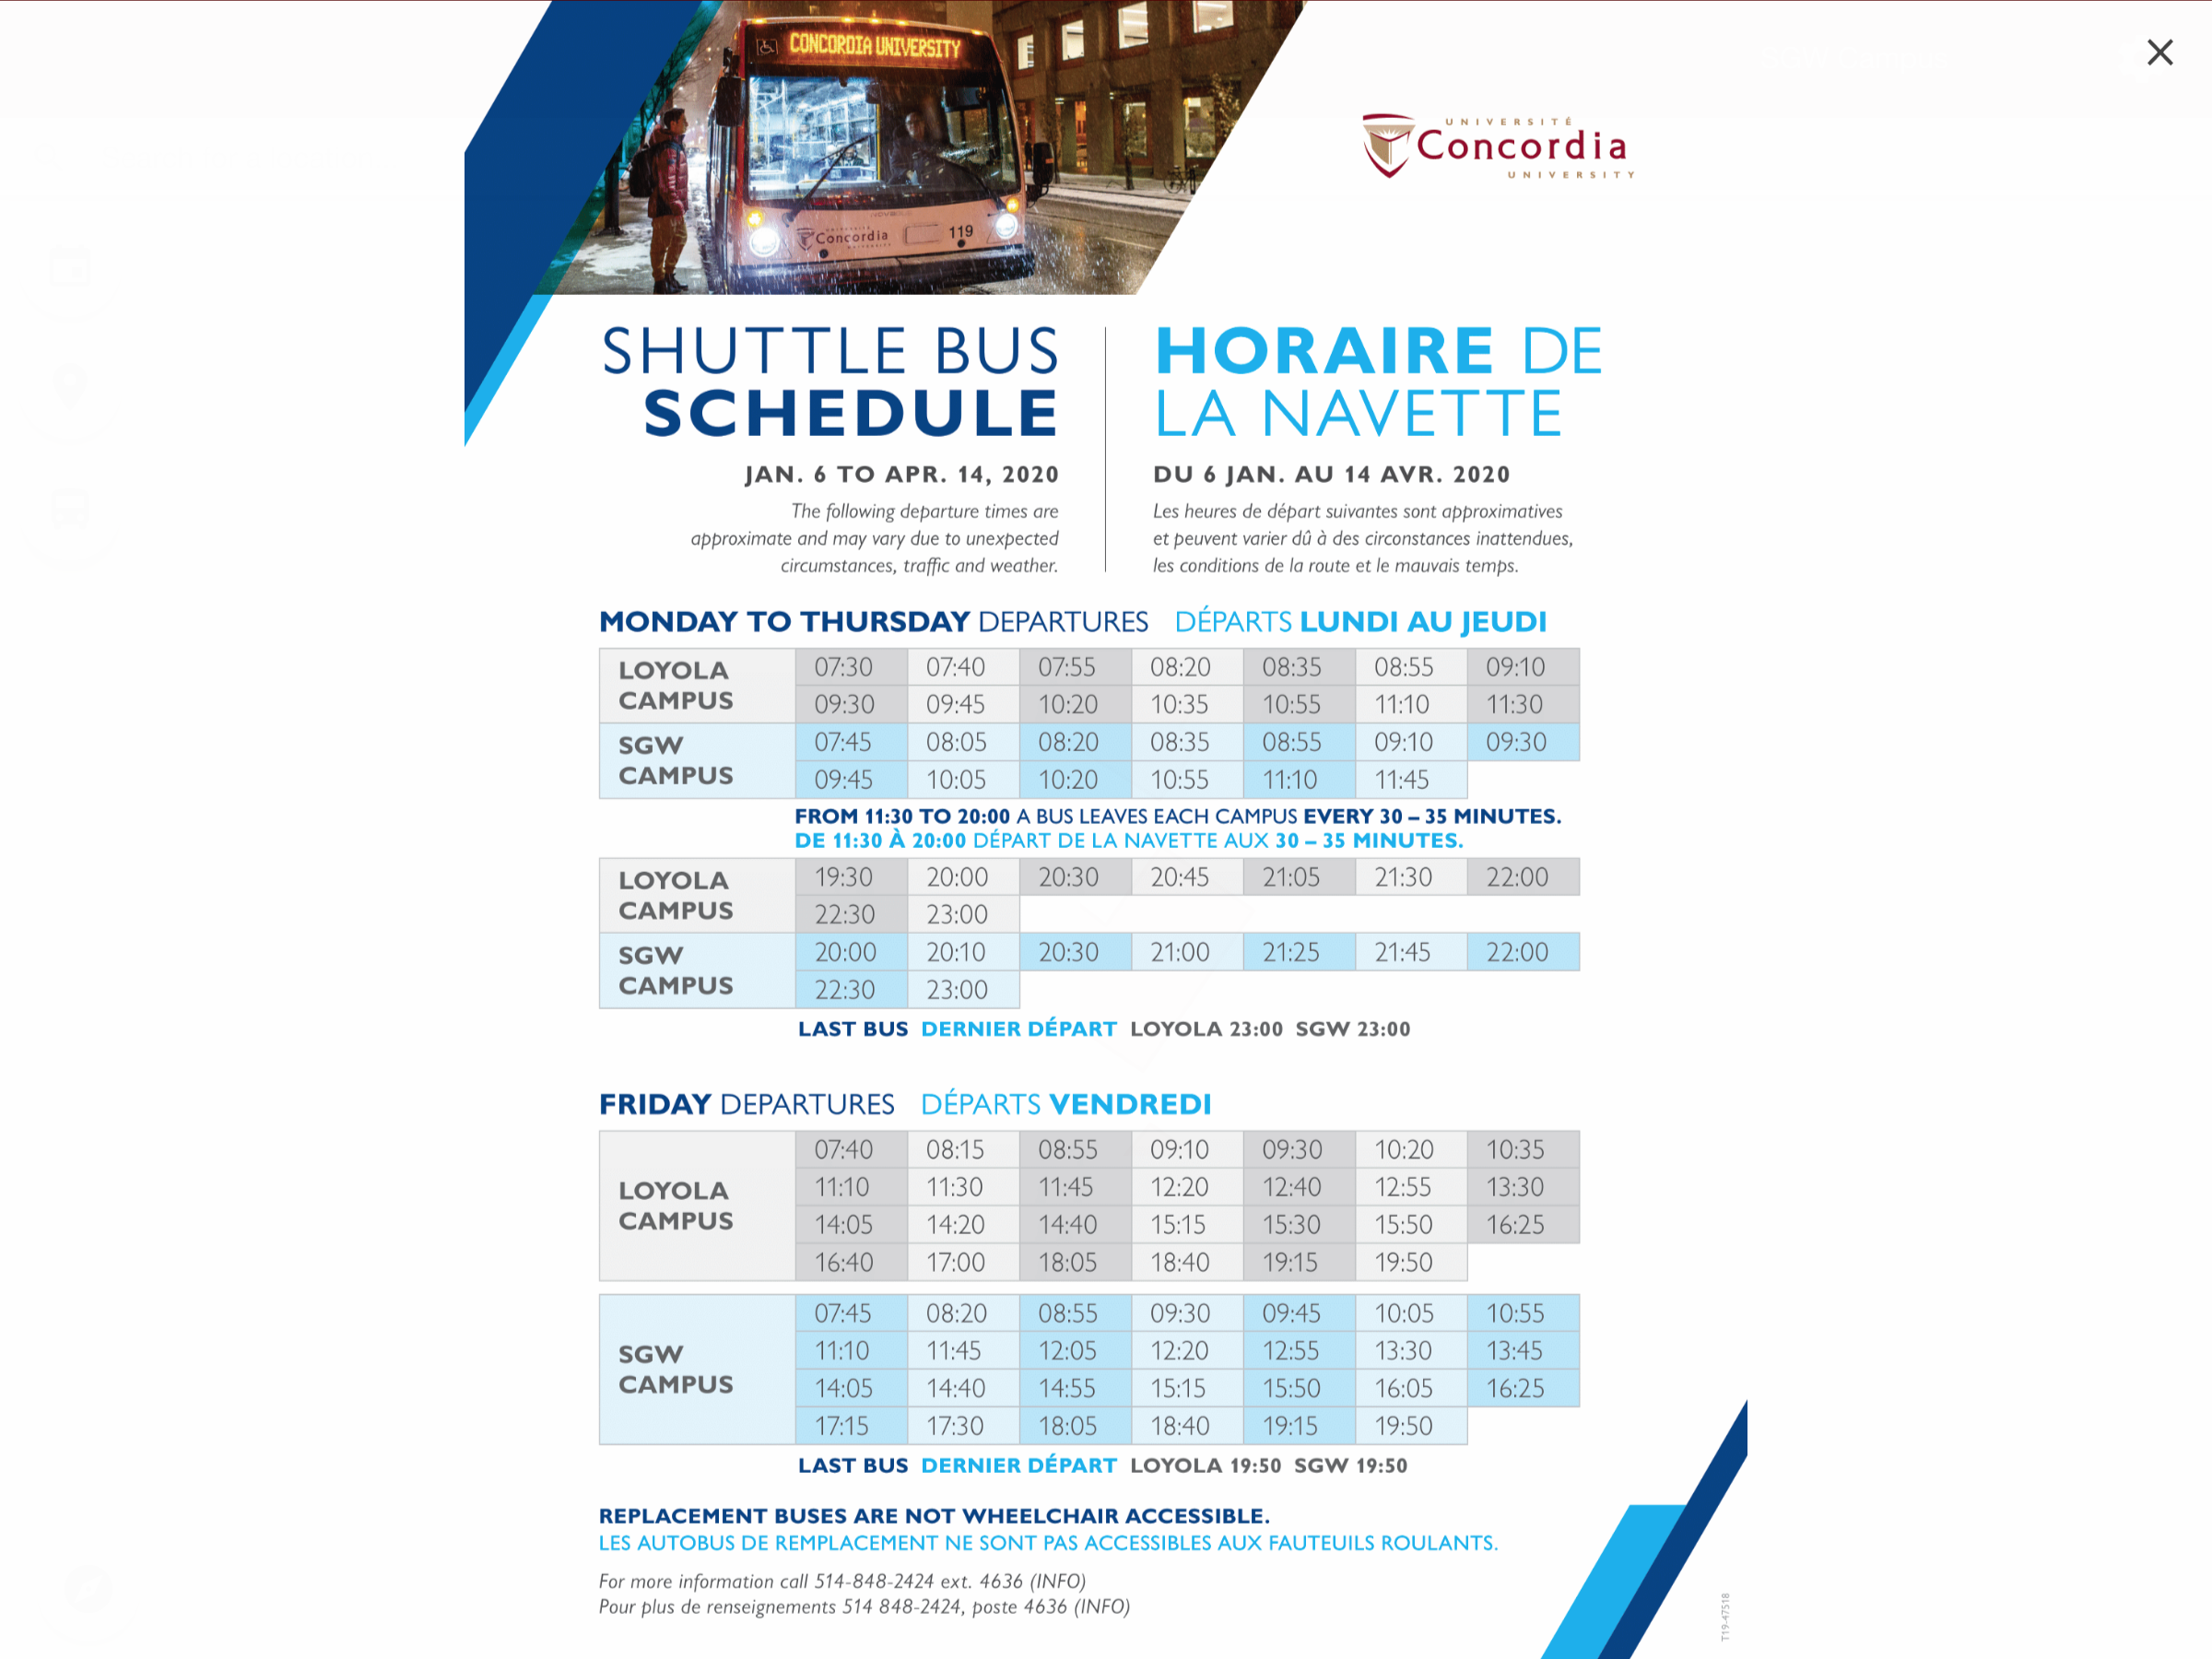 CONCORDIA UNIVERSITY
Concordia
119
UNIVERSITÉ
Concordia
UNIVERSITY
SHUTTLE BUS
SCHEDULE
JAN. 6 TO APR. 14, 2020
The following departure times are
approximate and may vary due to unexpected
circumstances, traffic and weather.
HORAIRE DE
LA NAVETTE
DU 6 JAN. AU 14 AVR. 2020
Les heures de départ suivantes sont approximatives
et peuvent varier dû à des circonstances inattendues,
les conditions de la route et le mauvais temps.
MONDAY TO THURSDAY DEPARTURES DÉPARTS LUNDI AU JEUDI
LOYOLA CAMPUS
07:30 07:40 07:55 08:20 08:35 08:55 09:10
09:30 09:45 10:20 10:35 10:55 11:10 11:30
SGW CAMPUS
07:45 08:05 08:20 08:35 08:55 09:10 09:30
09:45 10:05 10:20 10:55 11:10 11:45
FROM 11:30 TO 20:00 A BUS LEAVES EACH CAMPUS EVERY 30 – 35 MINUTES.
DE 11:30 À 20:00 DÉPART DE LA NAVETTE AUX 30 – 35 MINUTES.
LOYOLA CAMPUS
19:30 20:00 20:30 20:45 21:05 21:30 22:00
22:30 23:00
SGW CAMPUS
20:00 20:10 20:30 21:00 21:25 21:45 22:00
22:30 23:00
LAST BUS DERNIER DÉPART LOYOLA 23:00 SGW 23:00
FRIDAY DEPARTURES DÉPARTS VENDREDI
LOYOLA CAMPUS
07:40 08:15 08:55 09:10 09:30 10:20 10:35
11:10 11:30 11:45 12:20 12:40 12:55 13:30
14:05 14:20 14:40 15:15 15:30 15:50 16:25
16:40 17:00 18:05 18:40 19:15 19:50
SGW CAMPUS
07:45 08:20 08:55 09:30 09:45 10:05 10:55
11:10 11:45 12:05 12:20 12:55 13:30 13:45
14:05 14:40 14:55 15:15 15:50 16:05 16:25
17:15 17:30 18:05 18:40 19:15 19:50
LAST BUS DERNIER DÉPART LOYOLA 19:50 SGW 19:50
REPLACEMENT BUSES ARE NOT WHEELCHAIR ACCESSIBLE.
LES AUTOBUS DE REMPLACEMENT NE SONT PAS ACCESSIBLES AUX FAUTEUILS ROULANTS.
For more information call 514-848-2424 ext. 4636 (INFO)
Pour plus de renseignements 514 848-2424, poste 4636 (INFO)
T19-47518